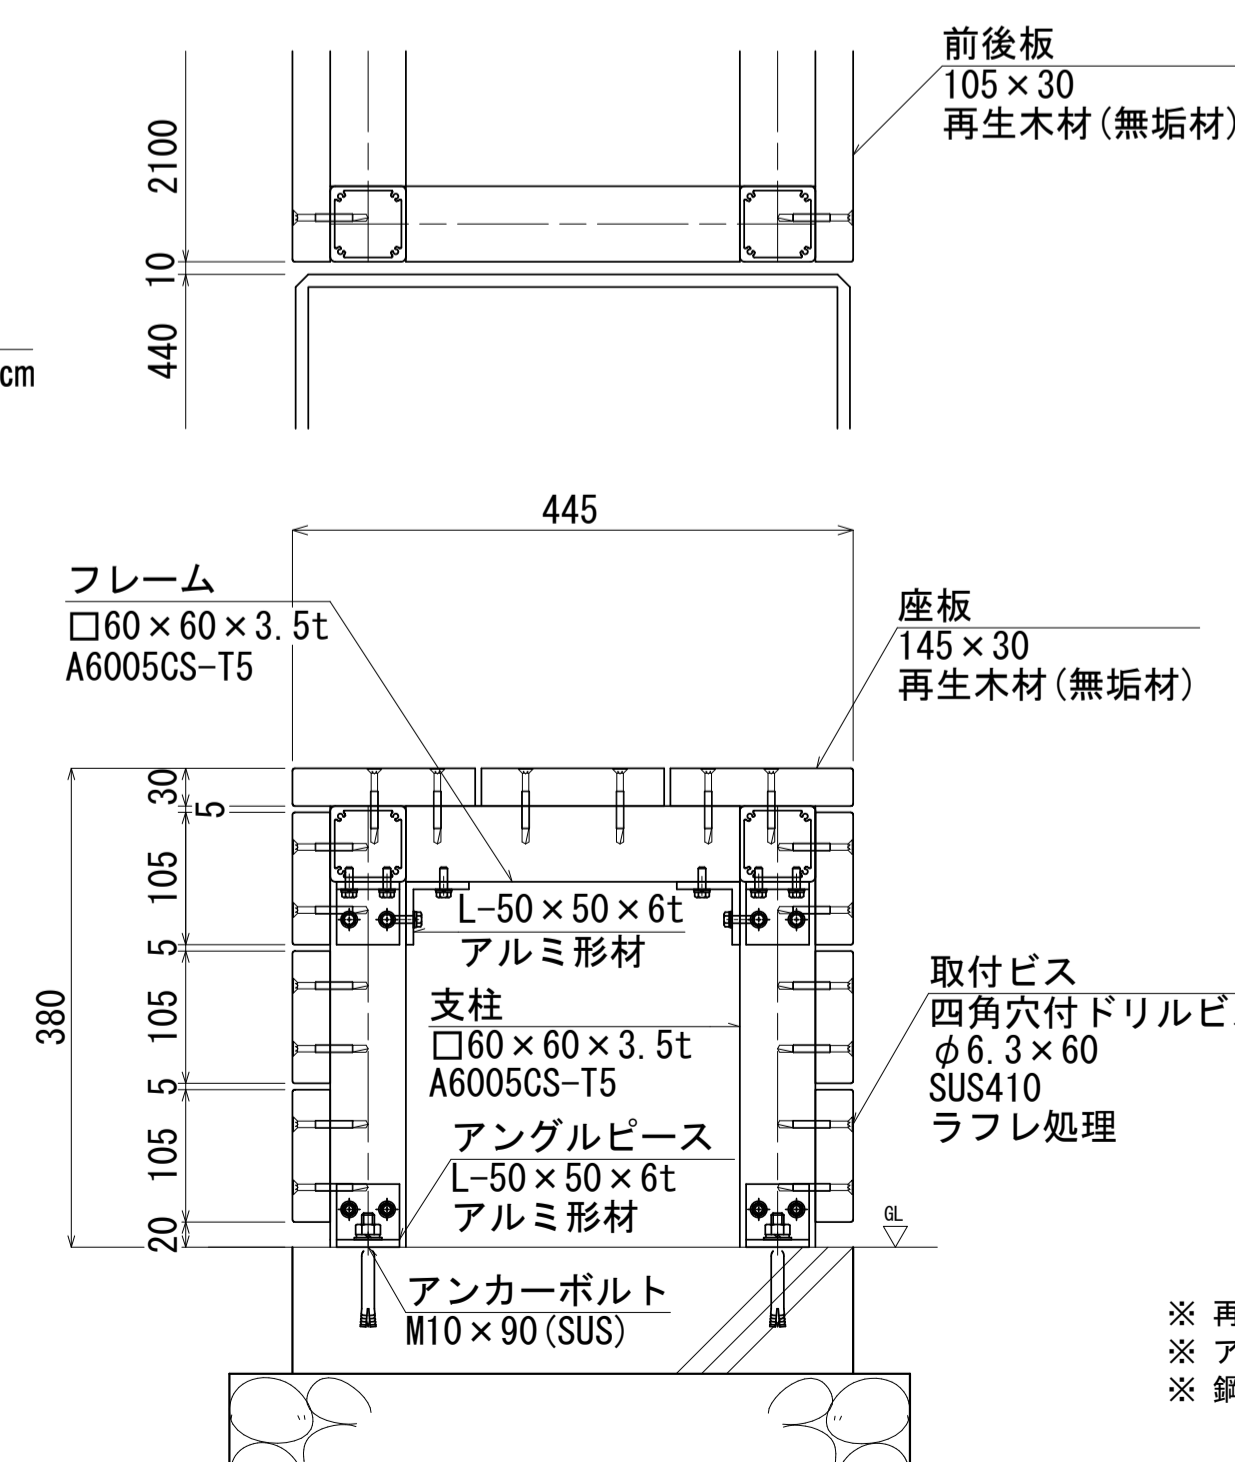 前後板
105×30
再生木材(無垢材)
2100
10
440
cm
445
フレーム
□60×60×3.5t
A6005CS-T5
座板
145×30
再生木材(無垢材)
30
5
105
5
105
5
105
20
380
L-50×50×6t
アルミ形材
支柱
□60×60×3.5t
A6005CS-T5
アングルピース
L-50×50×6t
アルミ形材
取付ビス
四角穴付ドリルビス
φ6.3×60
SUS410
ラフレ処理
GL
アンカーボルト
M10×90(SUS)
※ 再
※ ア
※ 鋼